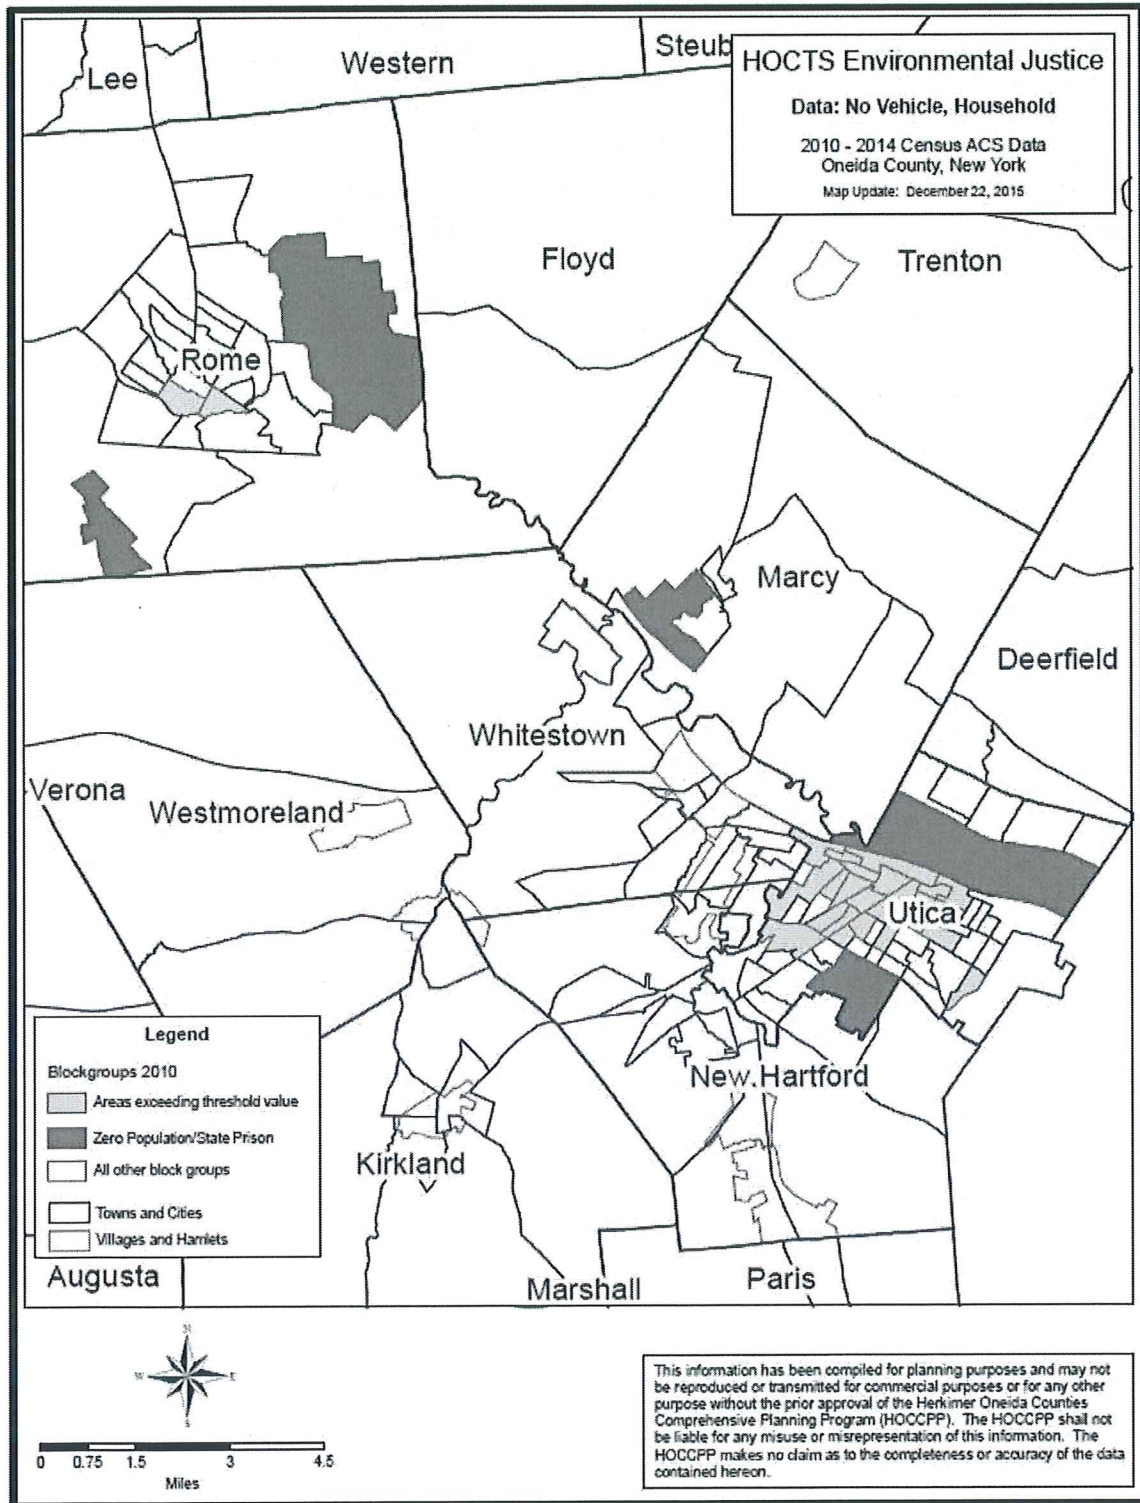 Lee
Western
Steub
HOCTS Environmental Justice
Data: No Vehicle, Household
2010 - 2014 Census ACS Data
Oneida County, New York
Map Update: December 22, 2015
Floyd
Trenton
Rome
Marcy
Deerfield
Whitestown
Verona
Westmoreland
Utica
New.Hartford
Kirkland
Legend
Blockgroups 2010
Areas exceeding threshold value
Zero Population/State Prison
All other block groups
Towns and Cities
Villages and Hamlets
Augusta
Marshall
Paris
N
W E
S
0 0.75 1.5 3 4.5
Miles
This information has been compiled for planning purposes and may not
be reproduced or transmitted for commercial purposes or for any other
purpose without the prior approval of the Herkimer Oneida Counties
Comprehensive Planning Program (HOCCPP). The HOCCPP shall not
be liable for any misuse or misrepresentation of this information. The
HOCCPP makes no claim as to the completeness or accuracy of the data
contained hereon.